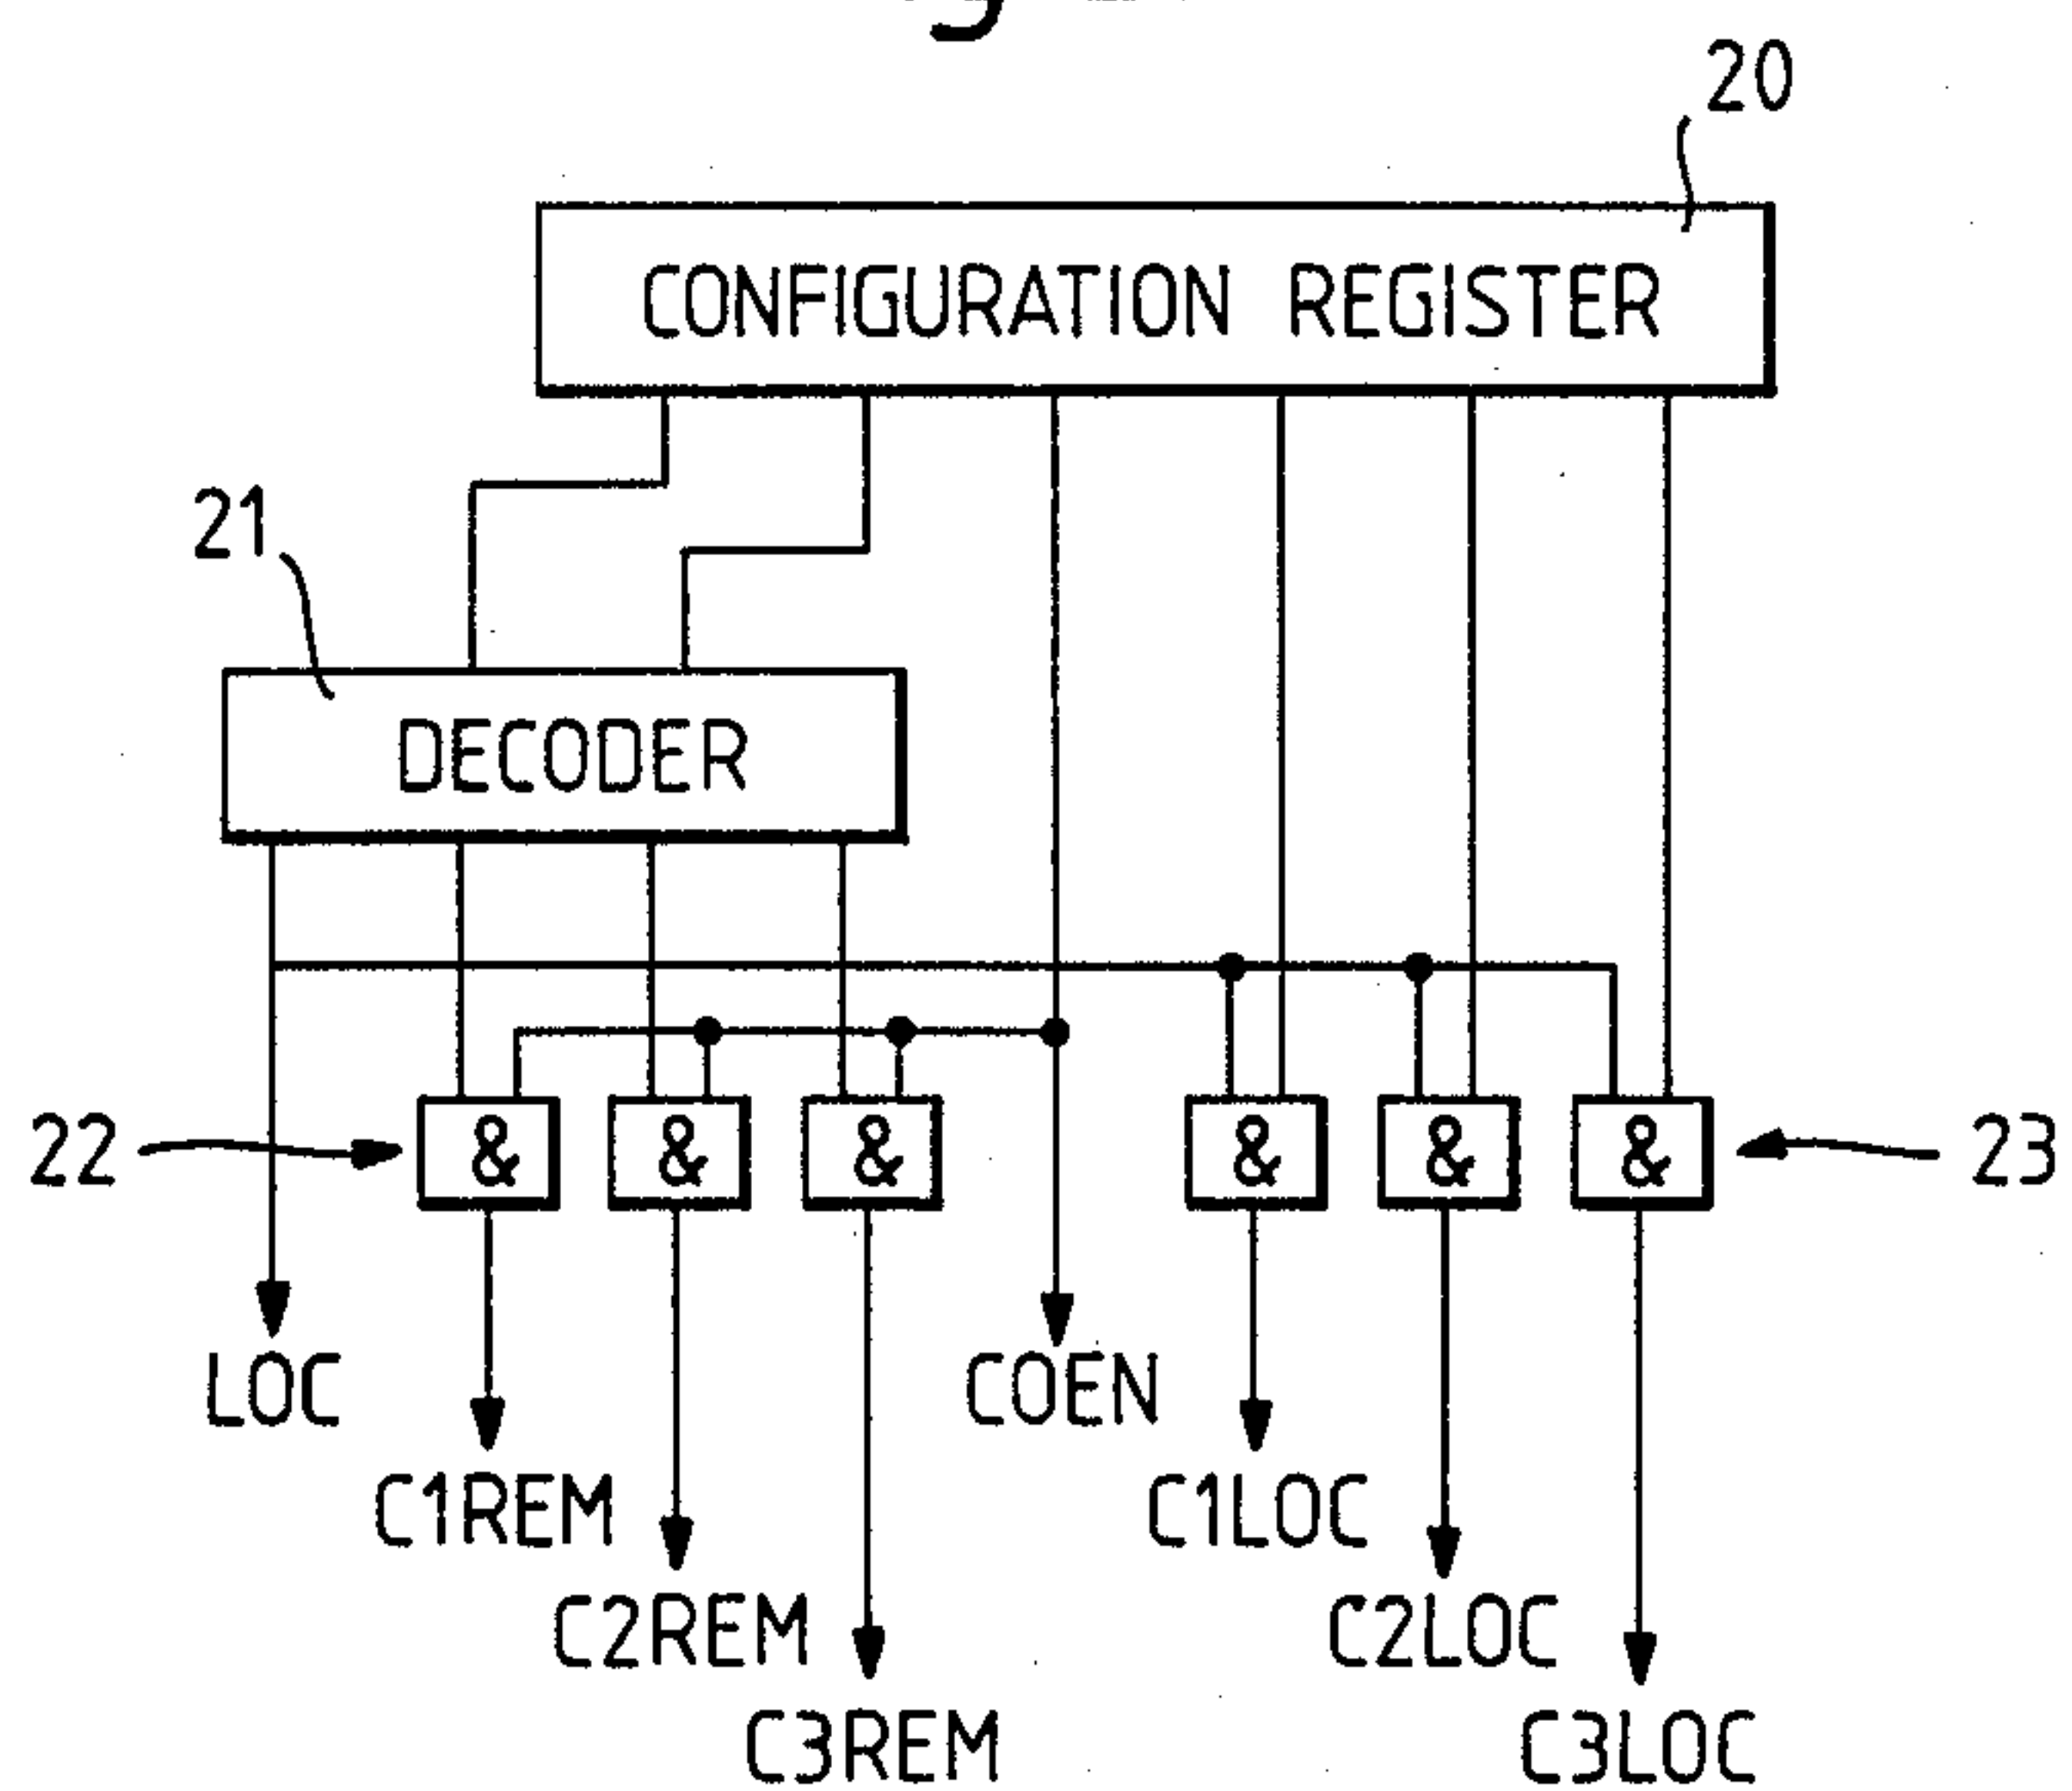 20
CONFIGURATION REGISTER
21
DECODER
22 & & & & & & 23
LOC COEN
C1REM C1LOC
C2REM C2LOC
C3REM C3LOC